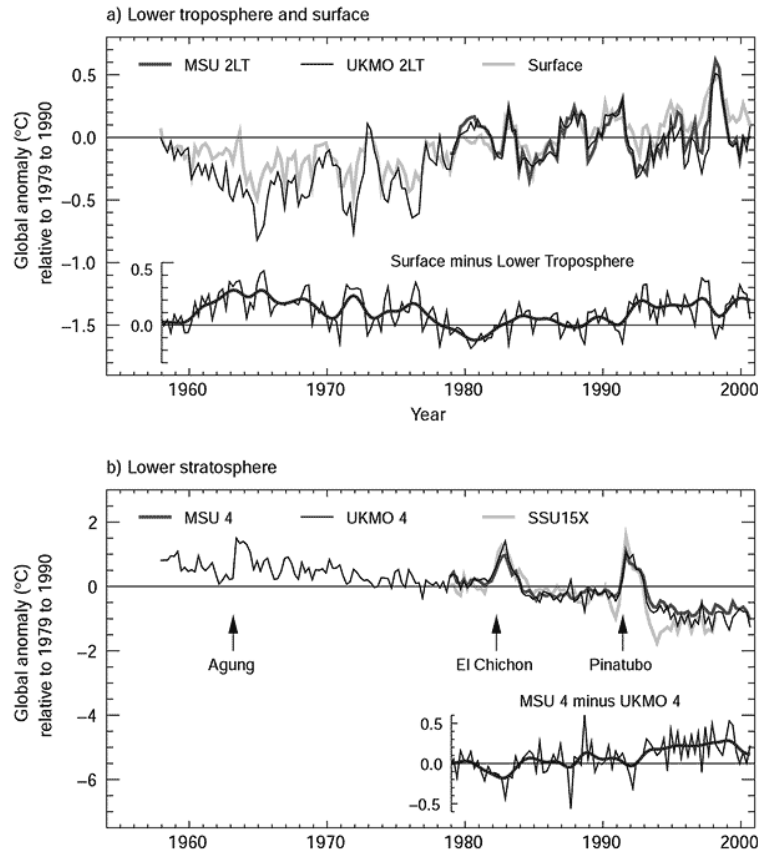 a) Lower troposphere and surface
MSU 2LT UKMO 2LT Surface
0.5
0.0
−0.5
−1.0
−1.5
Global anomaly (°C)
relative to 1979 to 1990
Surface minus Lower Troposphere
0.5
0.0
1960 1970 1980 1990 2000
Year
b) Lower stratosphere
MSU 4 UKMO 4 SSU15X
2
0
−2
−4
−6
Global anomaly (°C)
relative to 1979 to 1990
Agung El Chichon Pinatubo
MSU 4 minus UKMO 4
0.5
0.0
−0.5
1960 1970 1980 1990 2000